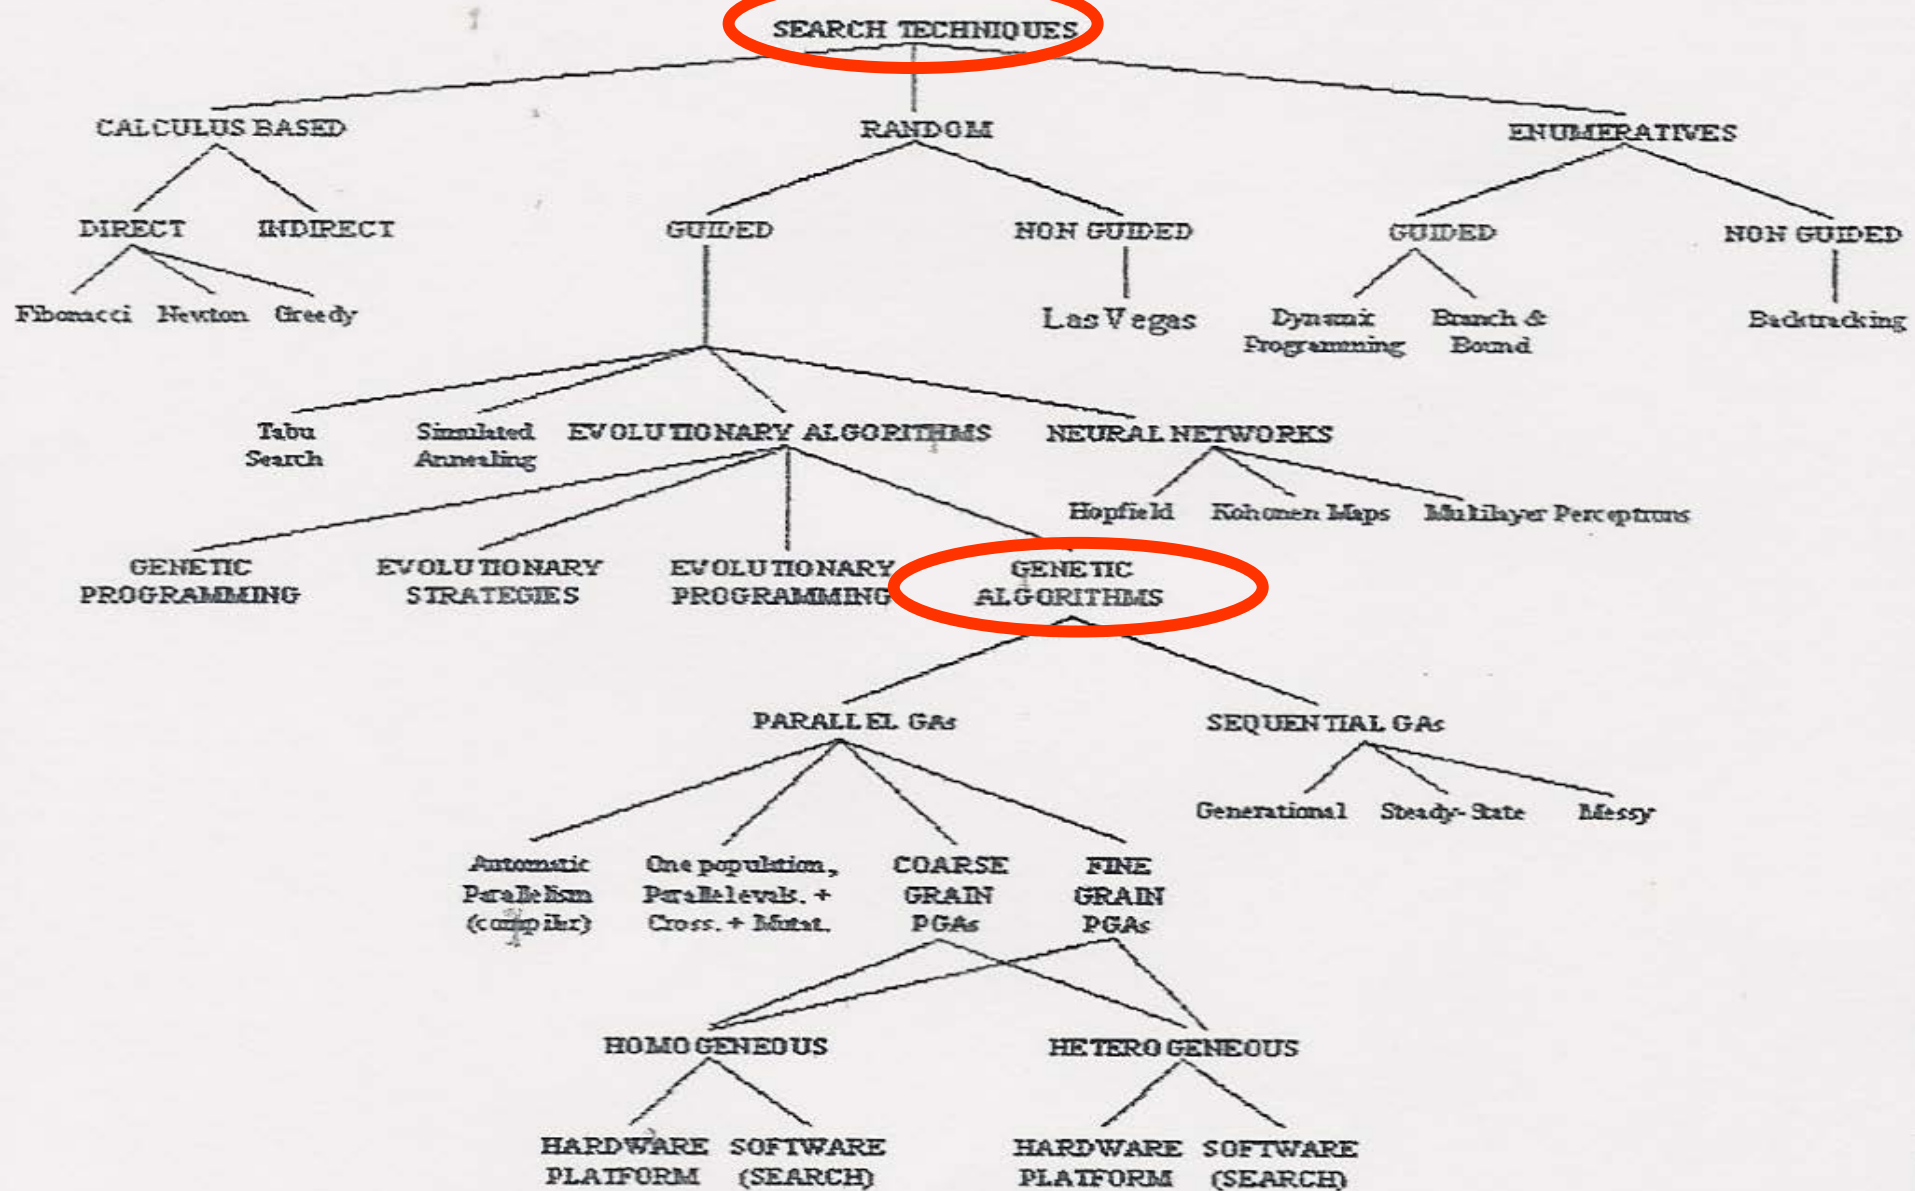 SEARCH TECHNIQUES
CALCULUS BASED
RANDOM
ENUMERATIVES
DIRECT
INDIRECT
GUIDED
NON GUIDED
GUIDED
NON GUIDED
Fibonacci
Newton
Greedy
Las Vegas
Dynamic
Programming
Branch &
Bound
Backtracking
Tabu
Search
Simulated
Annealing
EVOLUTIONARY ALGORITHMS
NEURAL NETWORKS
Hopfield
Kohonen Maps
Multilayer Perceptrons
GENETIC
PROGRAMMING
EVOLUTIONARY
STRATEGIES
EVOLUTIONARY
PROGRAMMING
GENETIC
ALGORITHMS
PARALLEL GAs
SEQUENTIAL GAs
Generational
Steady-State
Messy
Automatic
Parallelism
(compiler)
One population,
Parallel evals. +
Cross. + Mutat.
COARSE
GRAIN
PGAs
FINE
GRAIN
PGAs
HOMOGENEOUS
HETEROGENEOUS
HARDWARE
PLATFORM
SOFTWARE
(SEARCH)
HARDWARE
PLATFORM
SOFTWARE
(SEARCH)